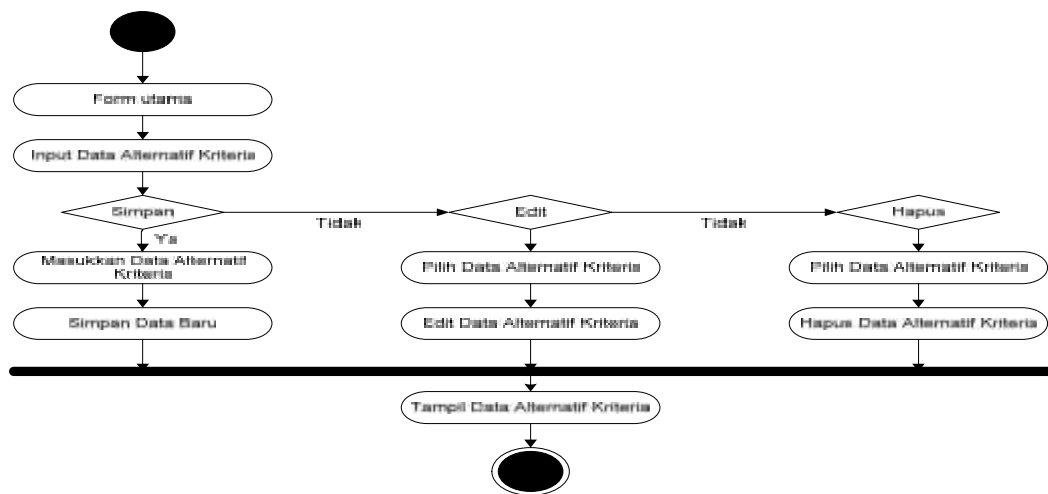 Form utama
Input Data Alternatif Kriteria
Simpan
Tidak
Edit
Tidak
Hapus
Ya
Masukkan Data Alternatif
Kriteria
Pilih Data Alternatif Kriteria
Pilih Data Alternatif Kriteria
Simpan Data Baru
Edit Data Alternatif Kriteria
Hapus Data Alternatif Kriteria
Tampil Data Alternatif Kriteria